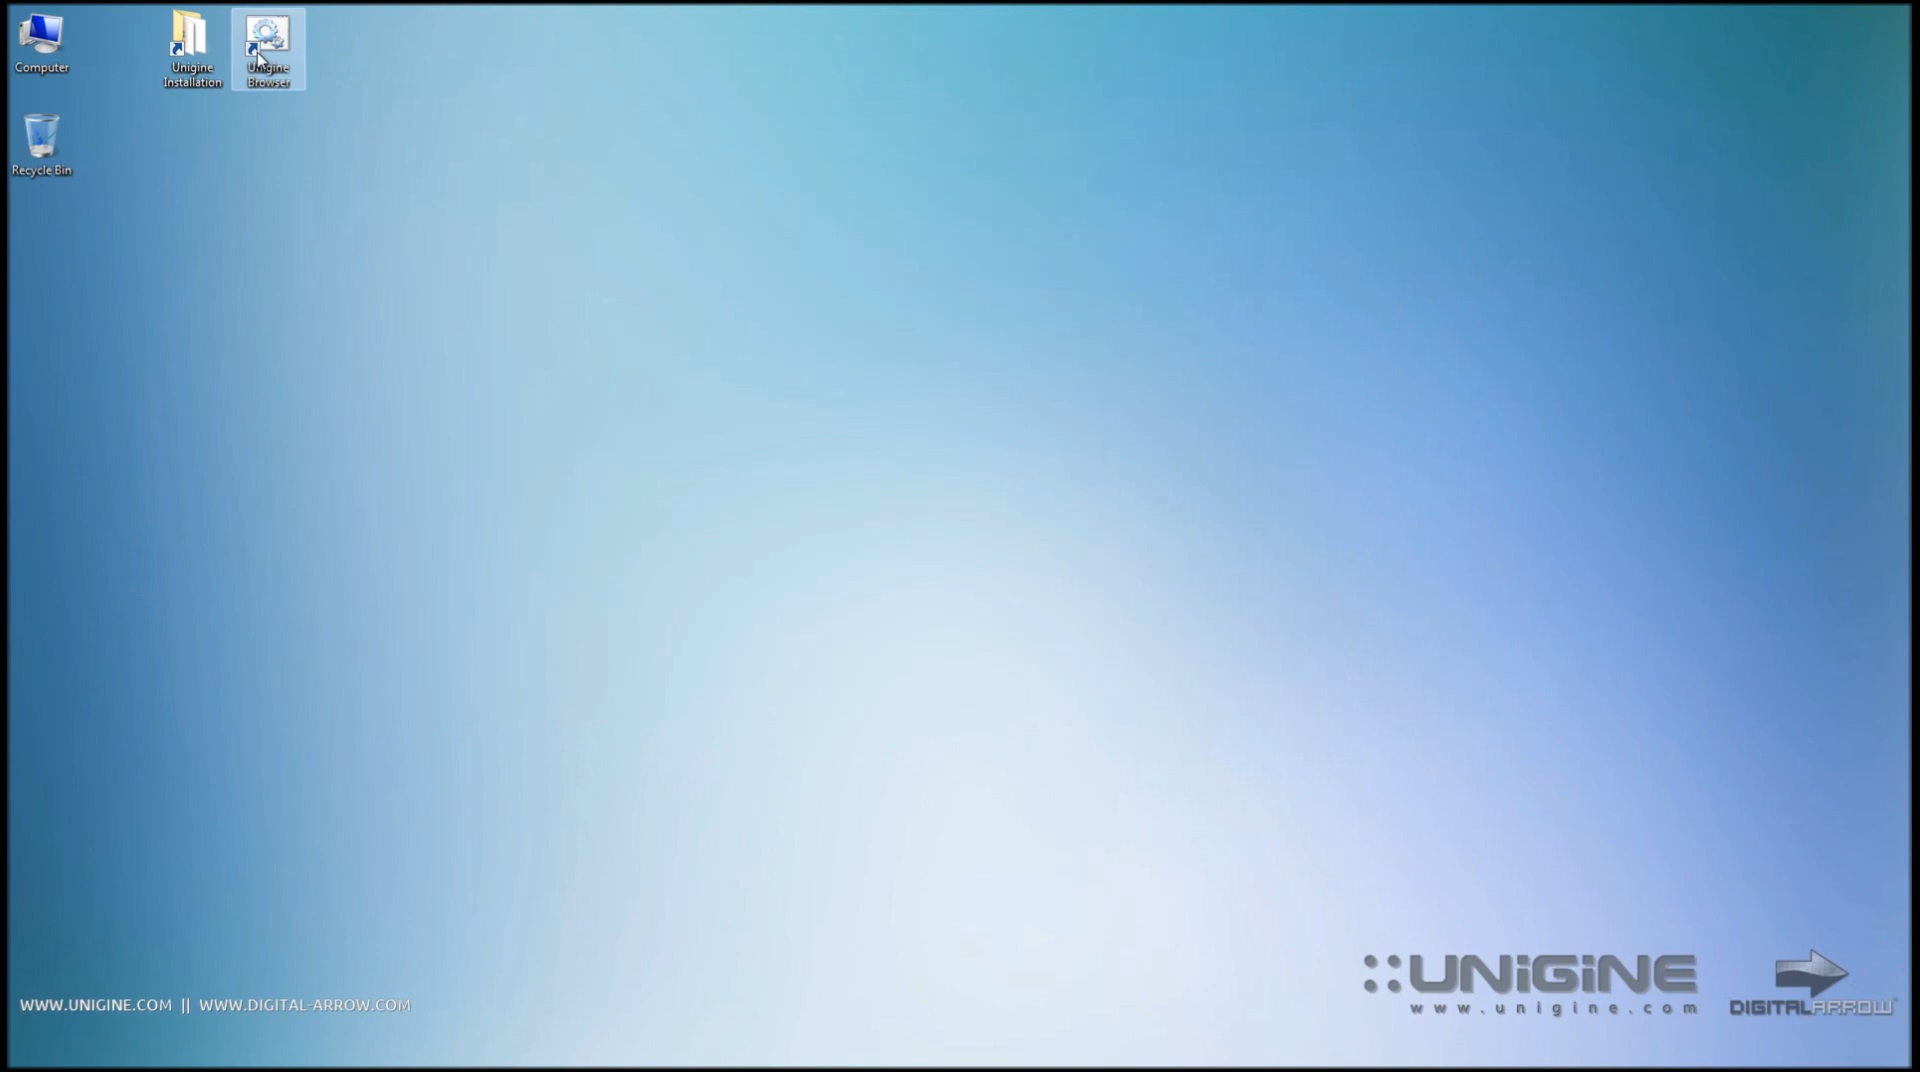 Computer
Unigine
Installation
Unigine
Browser
Recycle Bin
WWW.UNIGINE.COM || WWW.DIGITAL-ARROW.COM
::UNiGiNE
www.unigine.com
DIGITALARROW